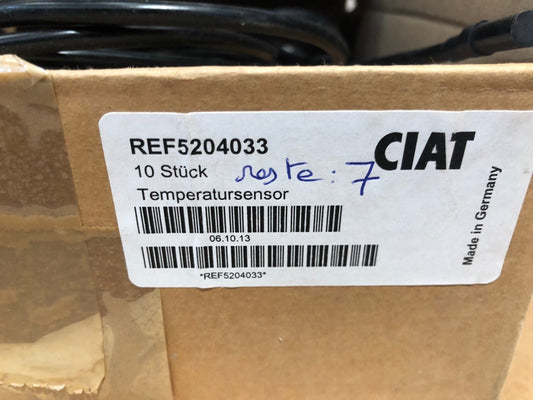 REF5204033
CIAT
10 Stück
reste : 7
Temperatursensor
06.10.13
*REF5204033*
Made in Germany